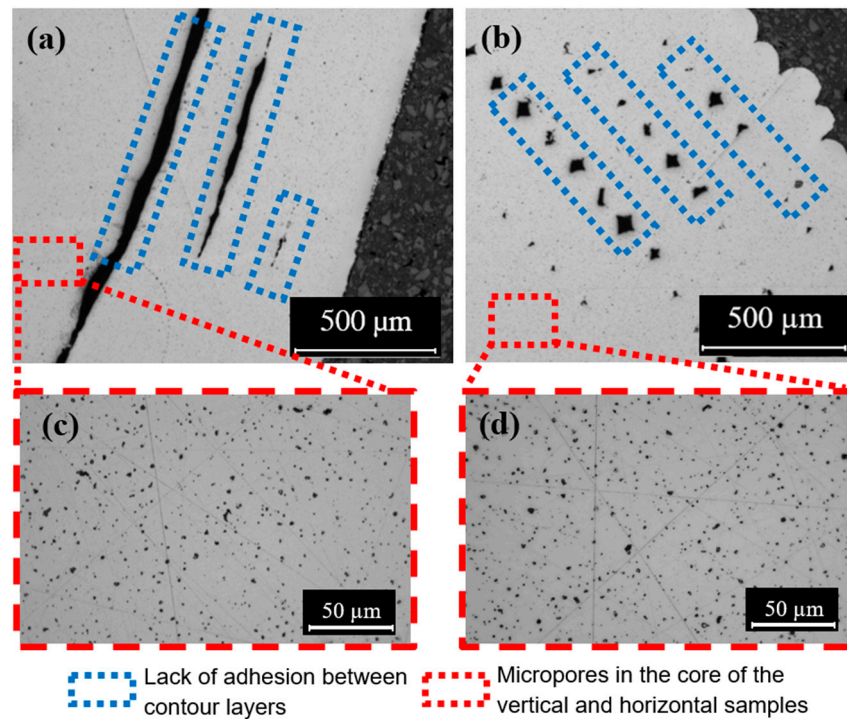 (a)
(b)
500 µm
500 µm
(c)
(d)
50 µm
50 µm
Lack of adhesion between
contour layers
Micropores in the core of the
vertical and horizontal samples